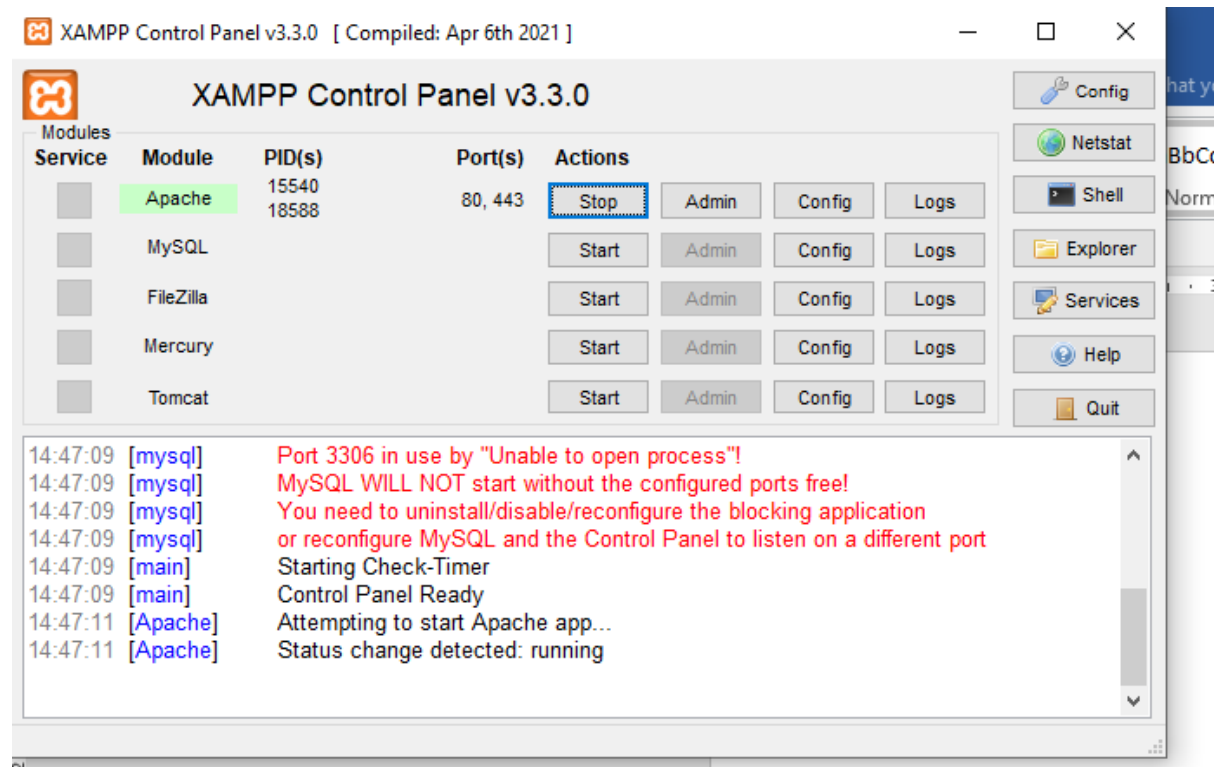 XAMPP Control Panel v3.3.0 [ Compiled: Apr 6th 2021 ]
XAMPP Control Panel v3.3.0
Config
Modules
Netstat
Service Module PID(s) Port(s) Actions
Apache 15540 18588 80, 443 Stop Admin Config Logs
Shell
MySQL Start Admin Config Logs
Explorer
FileZilla Start Admin Config Logs
Services
Mercury Start Admin Config Logs
Help
Tomcat Start Admin Config Logs
Quit
14:47:09 [mysql] Port 3306 in use by "Unable to open process"!
14:47:09 [mysql] MySQL WILL NOT start without the configured ports free!
14:47:09 [mysql] You need to uninstall/disable/reconfigure the blocking application
14:47:09 [mysql] or reconfigure MySQL and the Control Panel to listen on a different port
14:47:09 [main] Starting Check-Timer
14:47:09 [main] Control Panel Ready
14:47:11 [Apache] Attempting to start Apache app...
14:47:11 [Apache] Status change detected: running